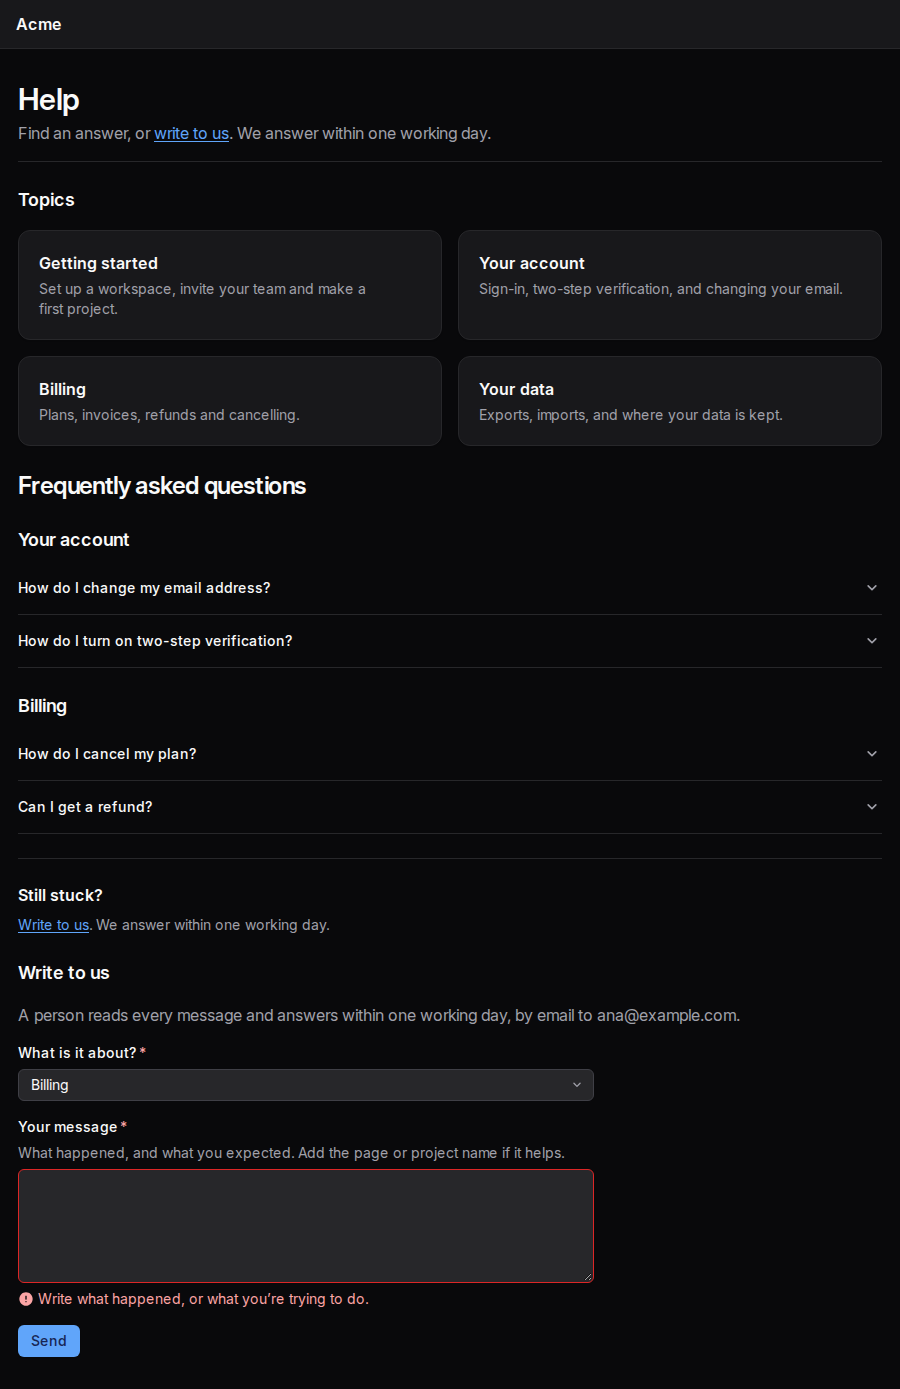 Acme
Help
Find an answer, or write to us. We answer within one working day.
Topics
Getting started
Set up a workspace, invite your team and make a
first project.
Your account
Sign-in, two-step verification, and changing your email.
Billing
Plans, invoices, refunds and cancelling.
Your data
Exports, imports, and where your data is kept.
Frequently asked questions
Your account
How do I change my email address?
How do I turn on two-step verification?
Billing
How do I cancel my plan?
Can I get a refund?
Still stuck?
Write to us. We answer within one working day.
Write to us
A person reads every message and answers within one working day, by email to ana@example.com.
What is it about? *
Billing
Your message *
What happened, and what you expected. Add the page or project name if it helps.
Write what happened, or what you’re trying to do.
Send